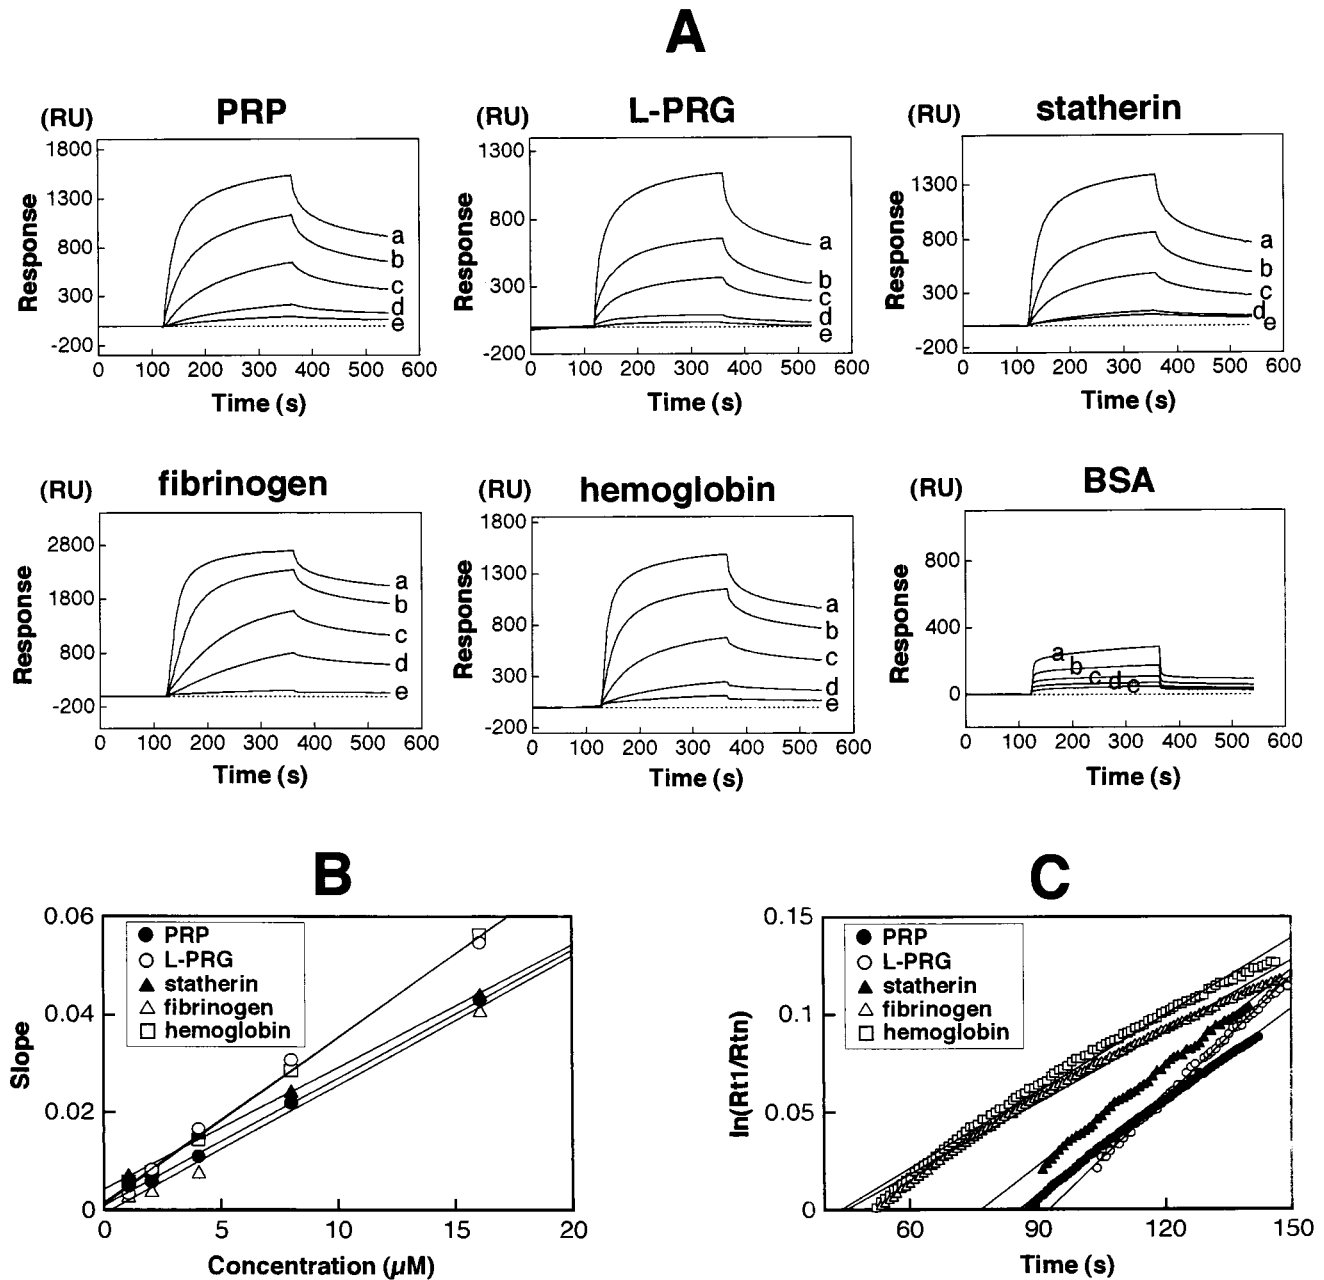 A
PRP
L-PRG
statherin
(RU)
(RU)
(RU)
1800
1300
800
300
-200
Response
a
b
c
d
e
0 100 200 300 400 500 600
Time (s)
1300
800
300
-200
Response
a
b
c
d
e
0 100 200 300 400 500 600
Time (s)
1300
800
300
-200
Response
a
b
c
d
e
0 100 200 300 400 500 600
Time (s)
fibrinogen
hemoglobin
BSA
(RU)
(RU)
(RU)
2800
1800
800
-200
Response
a
b
c
d
e
0 100 200 300 400 500 600
Time (s)
1800
1300
800
300
-200
Response
a
b
c
d
e
0 100 200 300 400 500 600
Time (s)
800
400
0
Response
a
b
c
d
e
0 100 200 300 400 500 600
Time (s)
B
0.06
0.04
0.02
0
Slope
PRP
L-PRG
statherin
fibrinogen
hemoglobin
0 5 10 15 20
Concentration (μM)
C
0.15
0.1
0.05
0
ln(Rt1/Rtn)
PRP
L-PRG
statherin
fibrinogen
hemoglobin
60 90 120 150
Time (s)